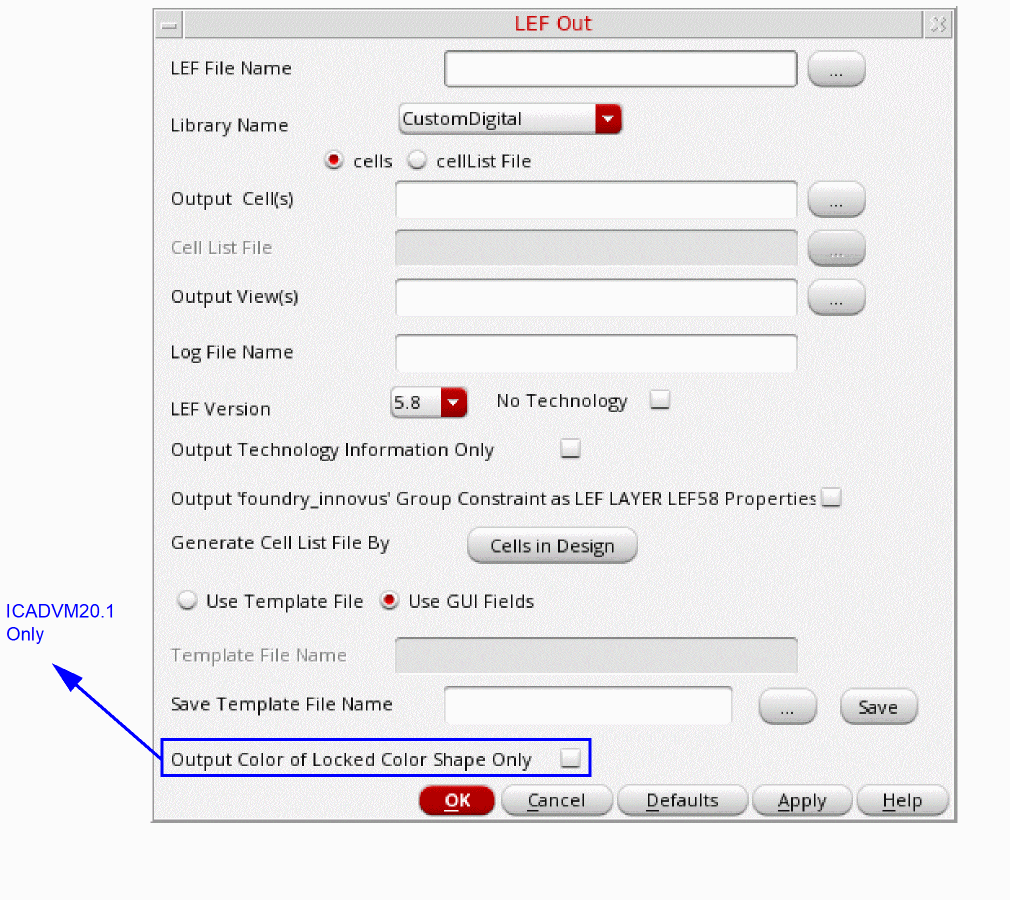 LEF Out
LEF File Name
...
Library Name
CustomDigital
cells
cellList File
Output Cell(s)
...
Cell List File
...
Output View(s)
...
Log File Name
LEF Version
5.8
No Technology
Output Technology Information Only
Output 'foundry_innovus' Group Constraint as LEF LAYER LEF58 Properties
Generate Cell List File By
Cells in Design
Use Template File
Use GUI Fields
ICADVM20.1
Only
Template File Name
Save Template File Name
...
Save
Output Color of Locked Color Shape Only
OK
Cancel
Defaults
Apply
Help